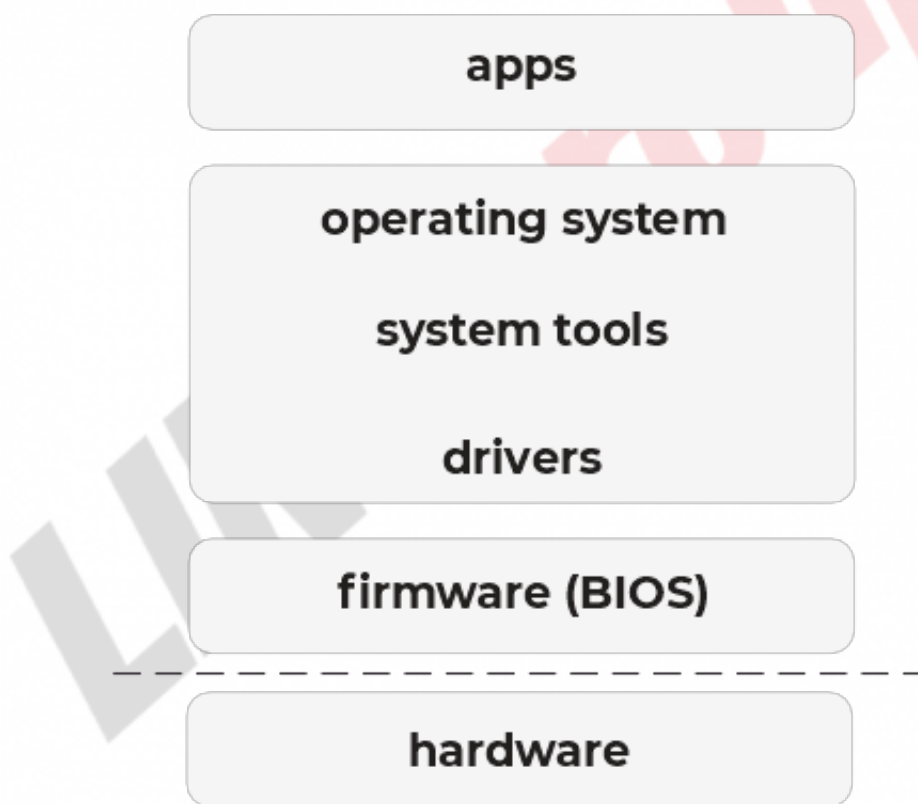 apps
operating system
system tools
drivers
firmware (BIOS)
hardware